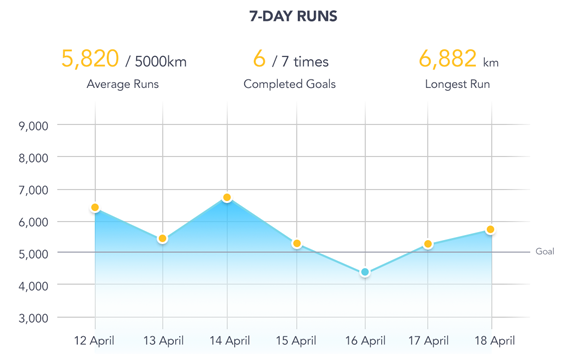 7-DAY RUNS
5,820 / 5000km
6 / 7 times
6,882 km
Average Runs
Completed Goals
Longest Run
9,000
8,000
7,000
6,000
5,000
Goal
4,000
3,000
12 April
13 April
14 April
15 April
16 April
17 April
18 April